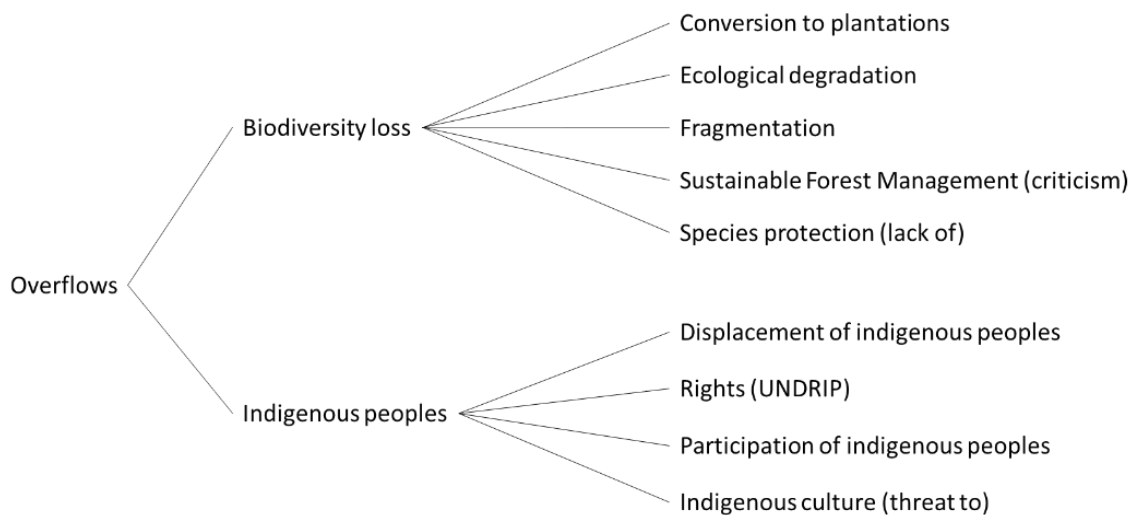 Overflows
Biodiversity loss
Conversion to plantations
Ecological degradation
Fragmentation
Sustainable Forest Management (criticism)
Species protection (lack of)
Indigenous peoples
Displacement of indigenous peoples
Rights (UNDRIP)
Participation of indigenous peoples
Indigenous culture (threat to)